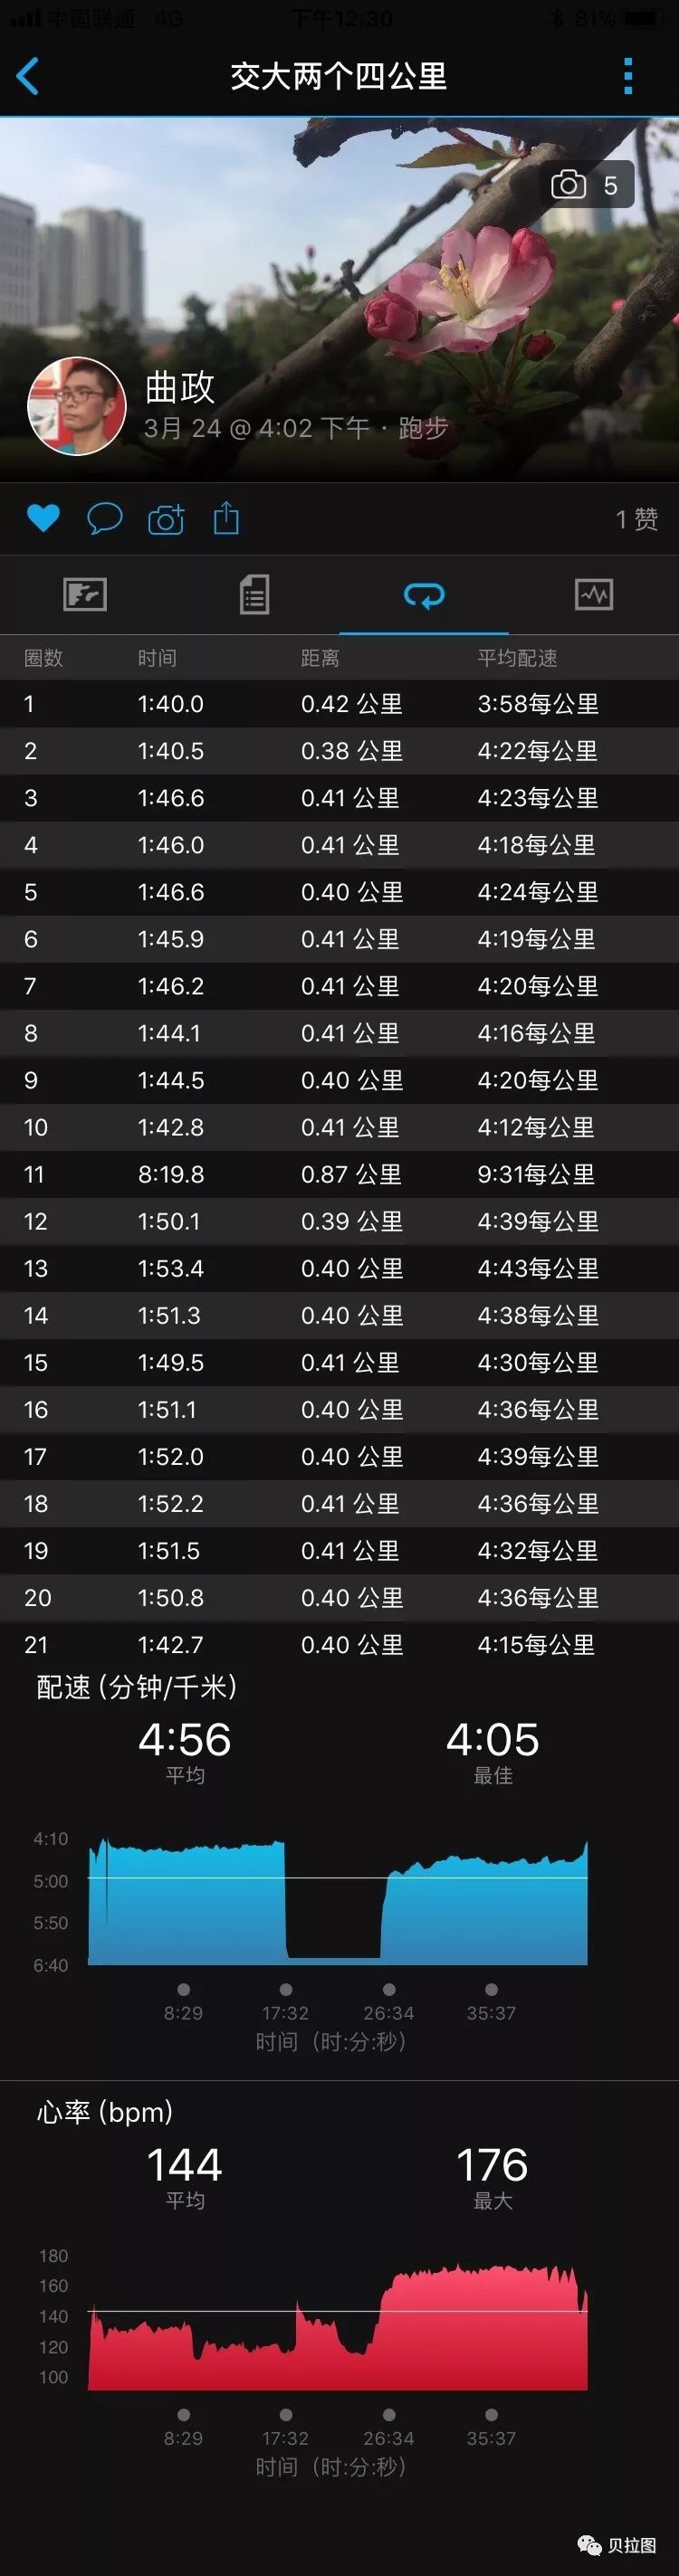 中国联通 4G 下午12:30 81%
交大两个四公里
5
曲政
3月 24 @ 4:02 下午 · 跑步
1 赞
圈数 时间 距离 平均配速
1 1:40.0 0.42 公里 3:58每公里
2 1:40.5 0.38 公里 4:22每公里
3 1:46.6 0.41 公里 4:23每公里
4 1:46.0 0.41 公里 4:18每公里
5 1:46.6 0.40 公里 4:24每公里
6 1:45.9 0.41 公里 4:19每公里
7 1:46.2 0.41 公里 4:20每公里
8 1:44.1 0.41 公里 4:16每公里
9 1:44.5 0.40 公里 4:20每公里
10 1:42.8 0.41 公里 4:12每公里
11 8:19.8 0.87 公里 9:31每公里
12 1:50.1 0.39 公里 4:39每公里
13 1:53.4 0.40 公里 4:43每公里
14 1:51.3 0.40 公里 4:38每公里
15 1:49.5 0.41 公里 4:30每公里
16 1:51.1 0.40 公里 4:36每公里
17 1:52.0 0.40 公里 4:39每公里
18 1:52.2 0.41 公里 4:36每公里
19 1:51.5 0.41 公里 4:32每公里
20 1:50.8 0.40 公里 4:36每公里
21 1:42.7 0.40 公里 4:15每公里
配速 (分钟/千米)
4:56 4:05
平均 最佳
4:10
5:00
5:50
6:40
8:29 17:32 26:34 35:37
时间（时:分:秒）
心率 (bpm)
144 176
平均 最大
180
160
140
120
100
8:29 17:32 26:34 35:37
时间（时:分:秒）
贝拉图